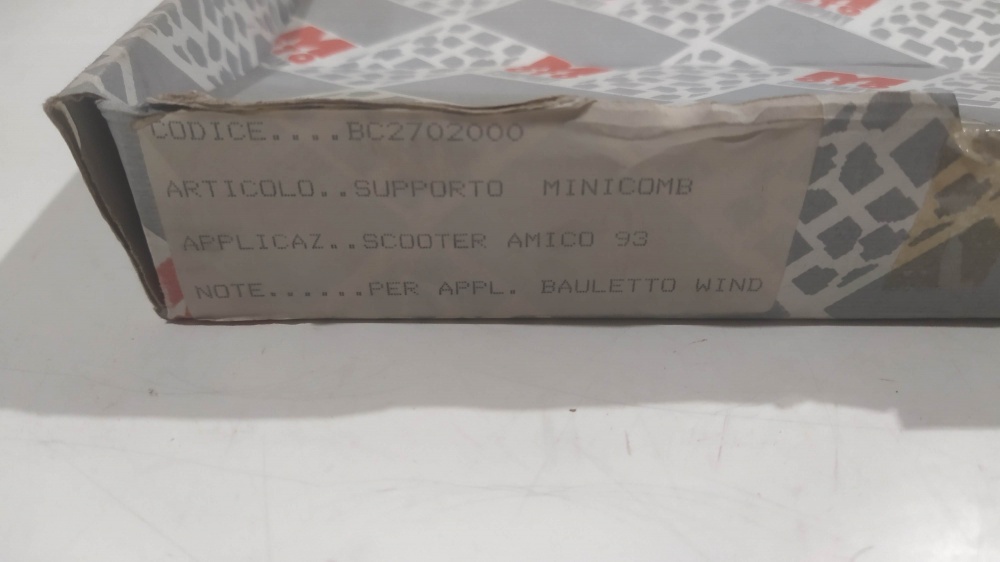 CODICE....BC2702000
ARTICOLO..SUPPORTO MINICOMB
APPLICAZ..SCOOTER AMICO 93
NOTE......PER APPL. BAULETTO WIND